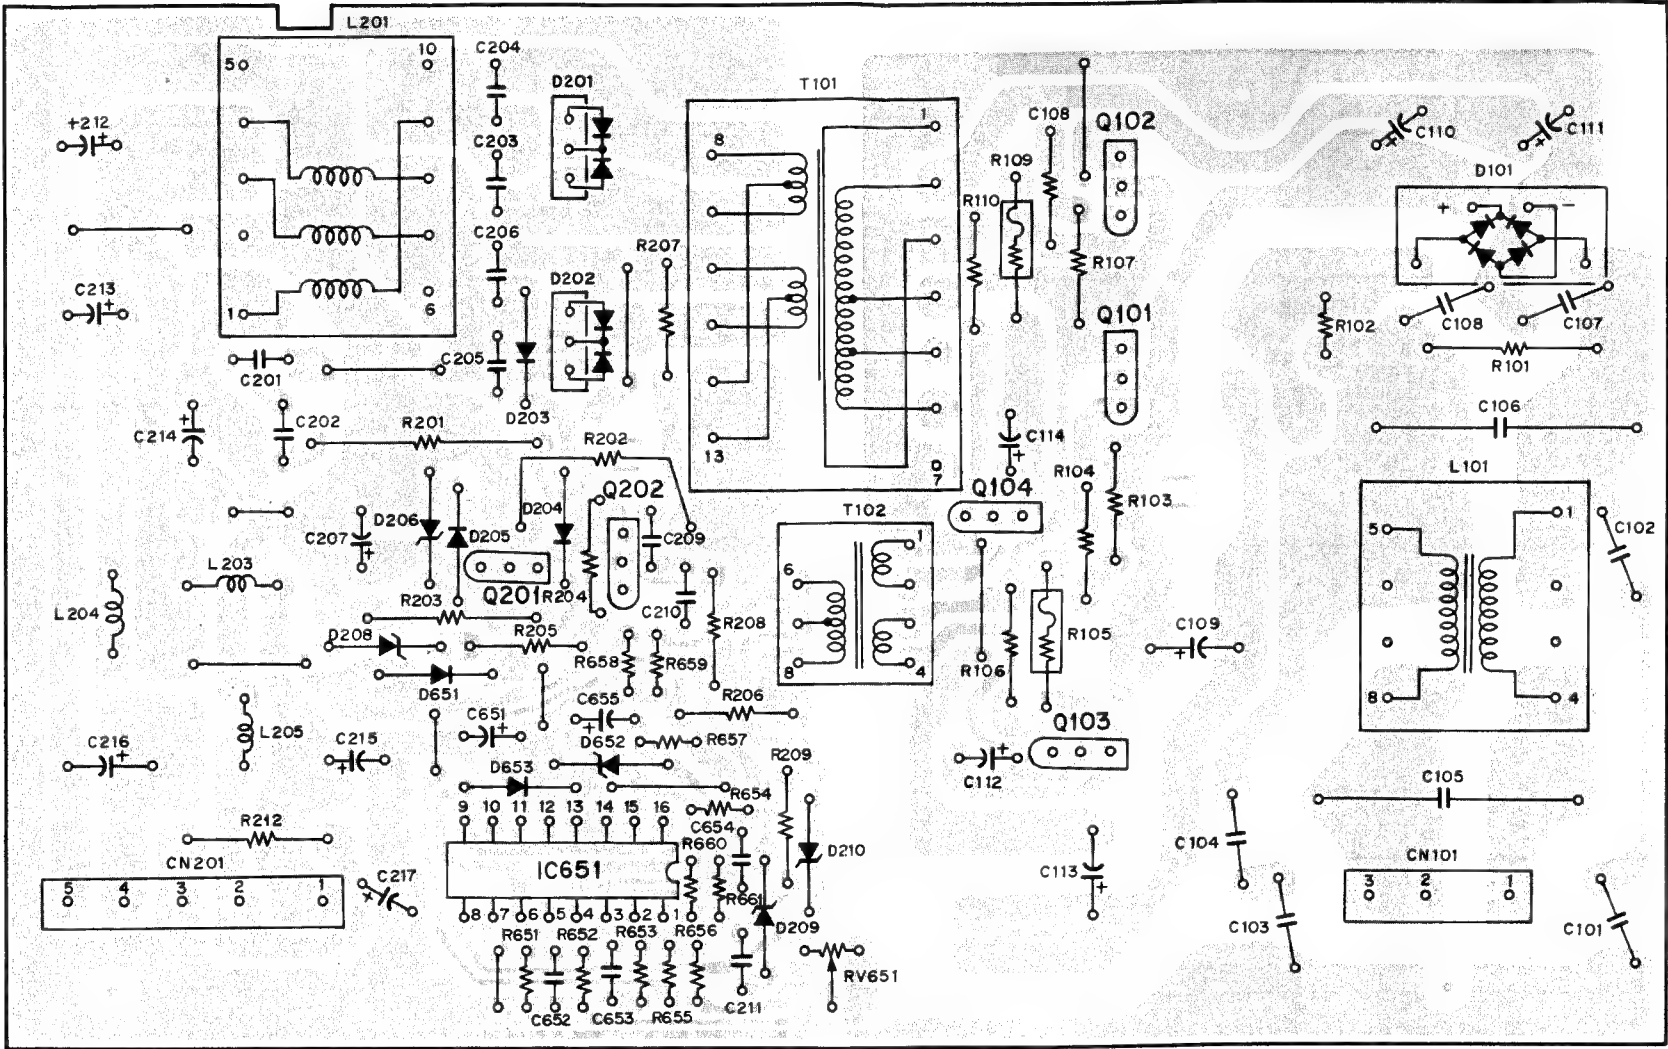 L201
5
10
C204
D201
T101
+212
+
C203
8
1
C108
Q102
C110
+
C111
+
D101
R109
R110
+
−
C206
R207
R107
C213
+
D202
Q101
R102
C108
C107
1
6
C205
R101
C201
D203
C106
+
C214
C202
R201
R202
13
7
C114
+
R104
L101
Q202
Q104
R103
D206
D204
T102
1
5
1
C102
C207
+
D205
C209
L203
6
L204
R203
Q201
R204
C210
R208
D208
R205
R658
R659
8
4
R106
R105
C109
+
D651
R206
8
4
C651
+
C655
+
Q103
L205
C216
+
C215
+
D652
R657
R209
C112
+
D653
C105
9 10 11 12 13 14 15 16
R654
C654
R212
R660
D210
C104
CN201
IC651
C113
+
CN101
5 4 3 2 1
C217
+
R661
3 2 1
8 7 6 5 4 3 2 1
D209
R651
R652
R653
R656
C103
C101
RV651
C652
C653
R655
C211